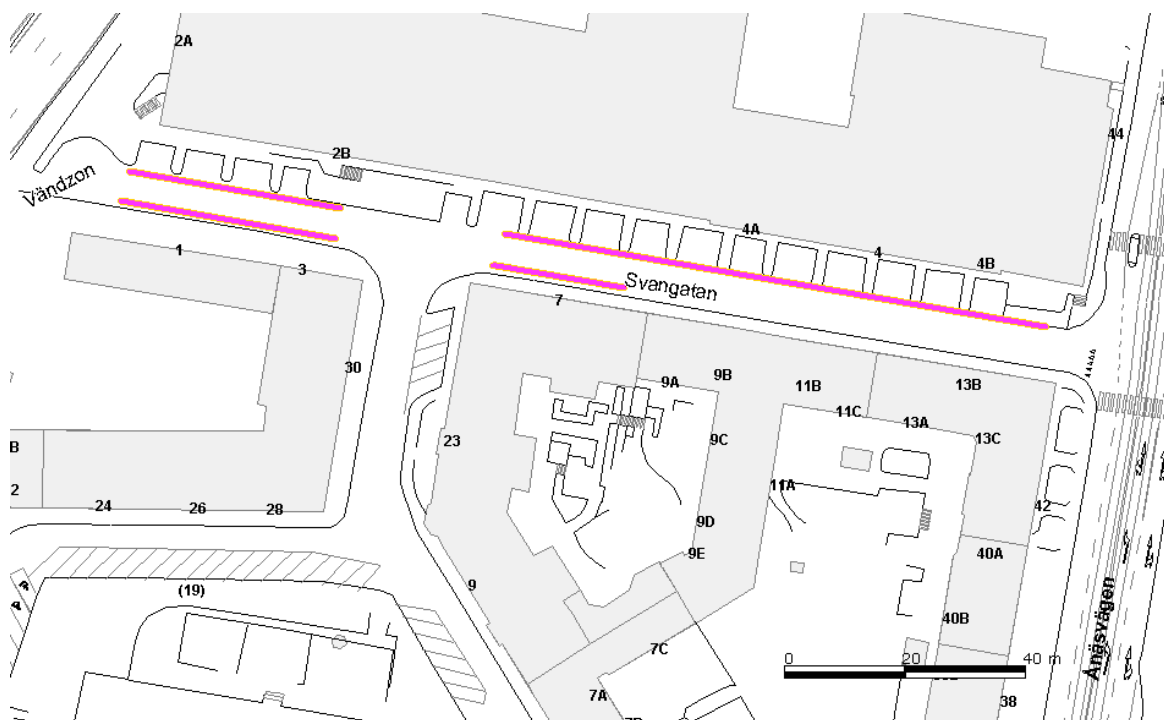 2A
44
2B
Vändzon
4A
4
4B
1
3
Svangatan
7
30
9A
9B
11B
13B
11C
13A
B
23
9C
13C
2
11A
24
26
28
42
9D
9E
40A
P
P
9
(19)
40B
Ånäsvägen
7C
0
20
40 m
7A
38